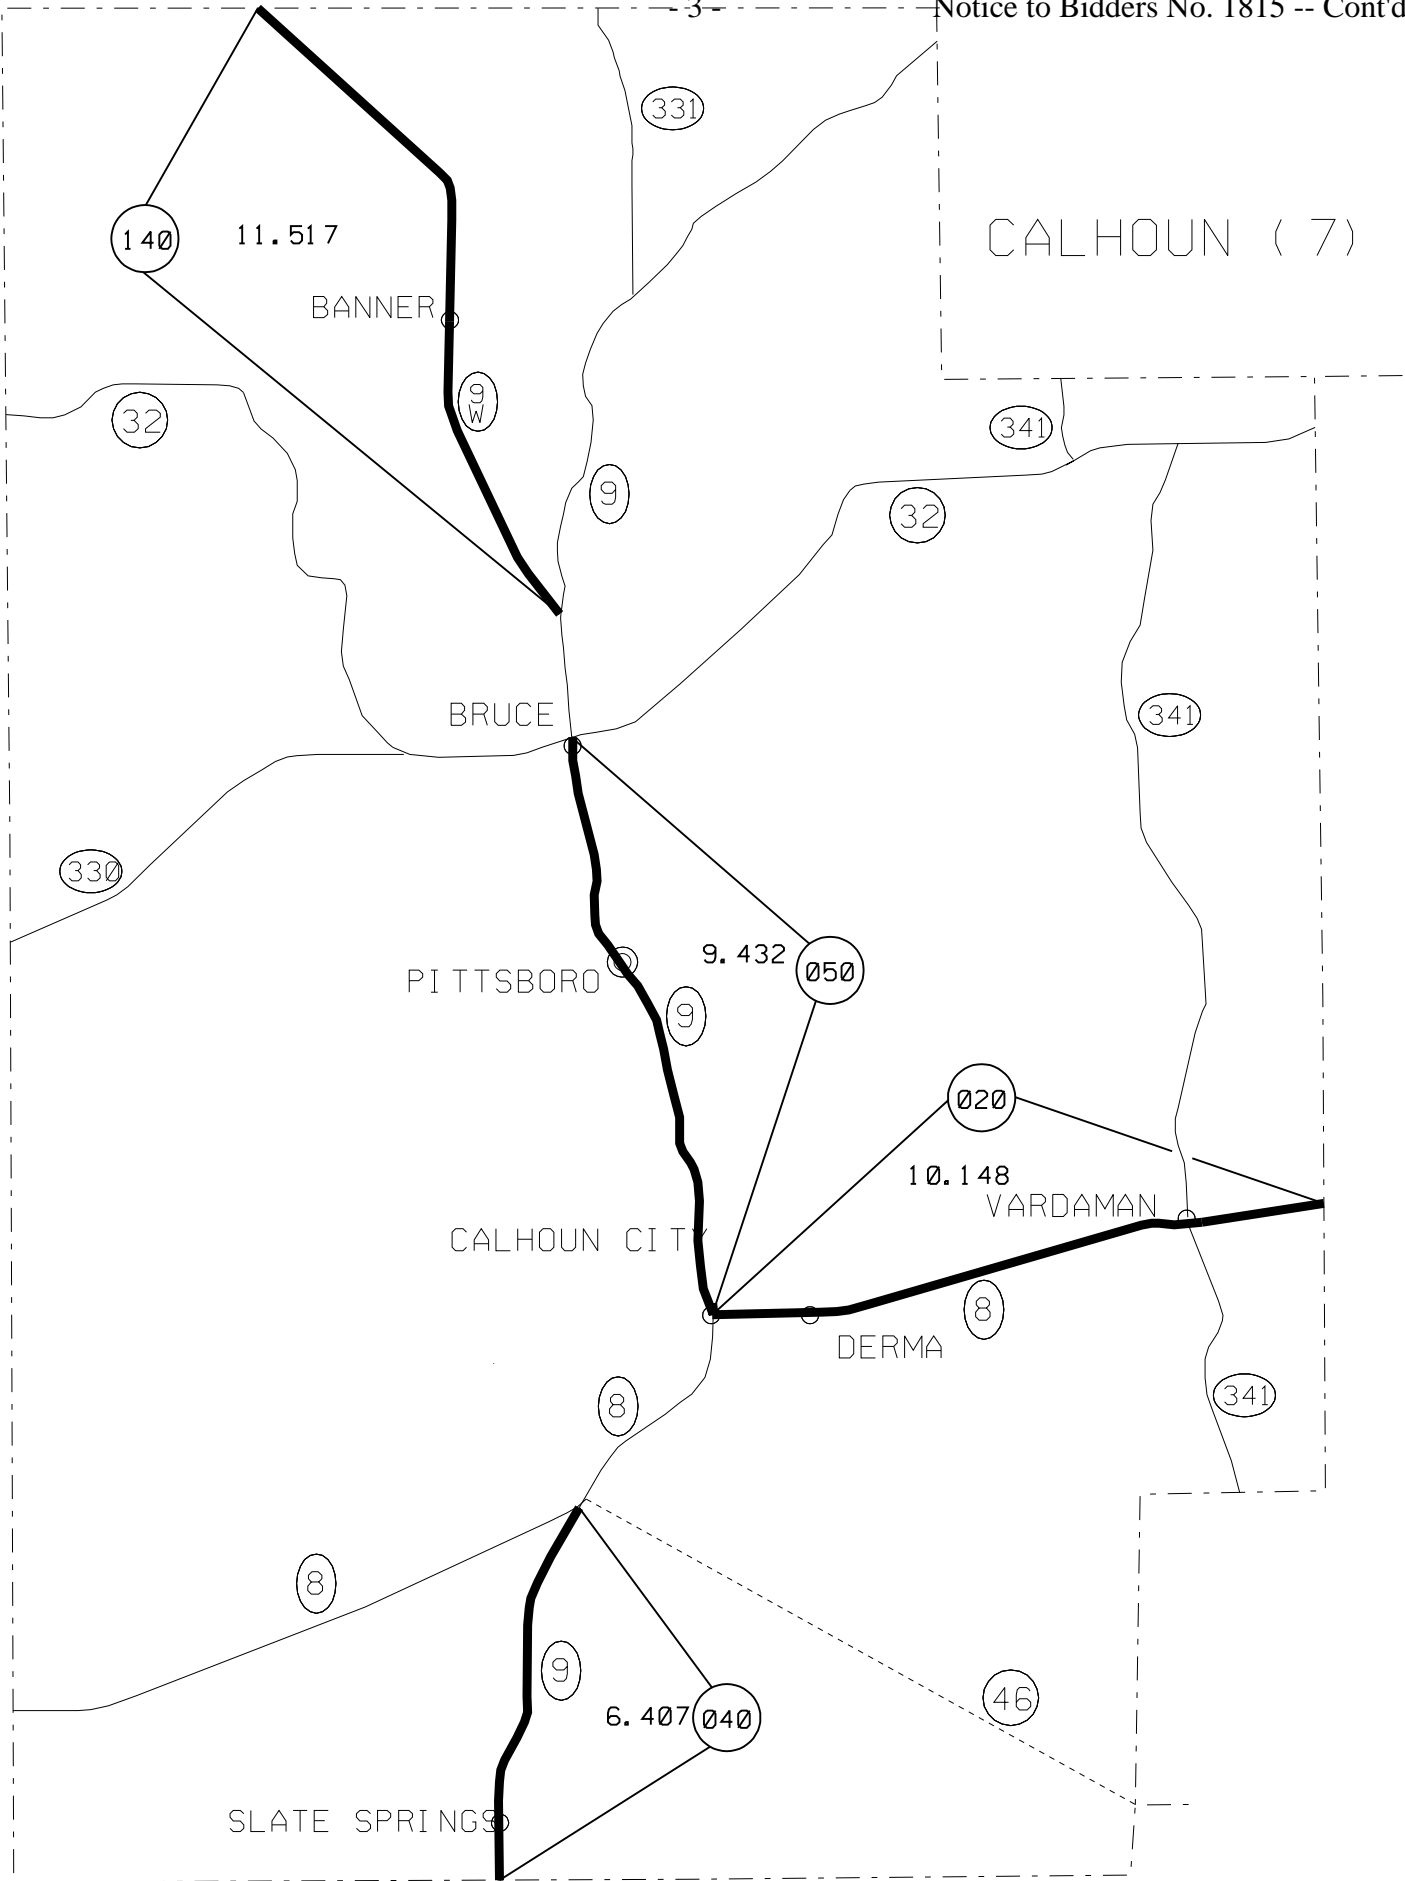 - 3 -
Notice to Bidders No. 1815 -- Cont'd
331
CALHOUN ( 7)
140
11.517
BANNER
9
W
32
341
9
32
BRUCE
341
330
9.432
050
PITTSBORO
9
020
10.148
VARDAMAN
CALHOUN CITY
8
DERMA
8
341
8
9
46
6.407
040
SLATE SPRINGS